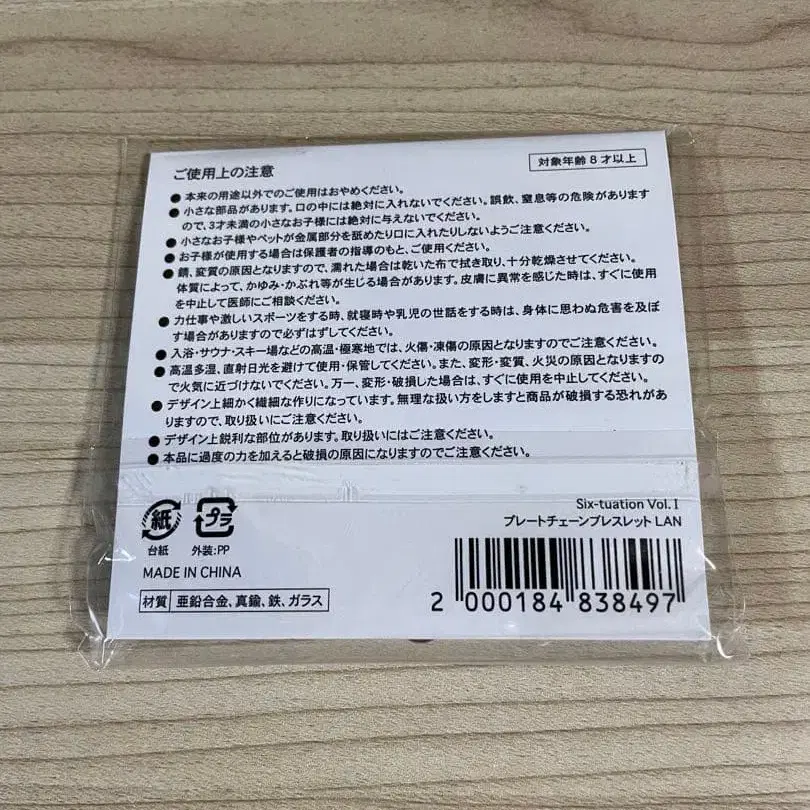 ご使用上の注意
対象年齢8才以上
●本来の用途以外でのご使用はおやめください。
●小さな部品があります。口の中には絶対に入れないでください。誤飲、窒息等の危険があります
ので、3才未満の小さなお子様には絶対に与えないでください。
●小さなお子様やペットが金属部分を舐めたり口に入れたりしないようご注意ください。
●お子様が使用する場合は保護者の指導のもと、ご使用ください。
●錆、変質の原因となりますので、濡れた場合は乾いた布で拭き取り、十分乾燥させてください。
体質によって、かゆみ・かぶれ等が生じる場合があります。皮膚に異常を感じた時は、すぐに使用
を中止して医師にご相談ください。
●力仕事や激しいスポーツをする時、就寝時や乳児の世話をする時は、身体に思わぬ危害を及ぼ
す場合がありますので必ずはずしてください。
●入浴・サウナ・スキー場などの高温・極寒地では、火傷・凍傷の原因となりますのでご注意ください。
●高温多湿、直射日光を避けて使用・保管してください。また、変形・変質、火災の原因となりますの
で火気に近づけないでください。万一、変形・破損した場合は、すぐに使用を中止してください。
●デザイン上細かく繊細な作りになっています。無理な扱い方をしますと商品が破損する恐れがあ
りますので、取り扱いにご注意ください。
●デザイン上鋭利な部位があります。取り扱いにはご注意ください。
●本品に過度の力を加えると破損の原因になりますのでご注意ください。
紙
台紙
プラ
外装:PP
MADE IN CHINA
材質 亜鉛合金、真鍮、鉄、ガラス
Six-tuation Vol.I
プレートチェーンブレスレット LAN
2 000184 838497